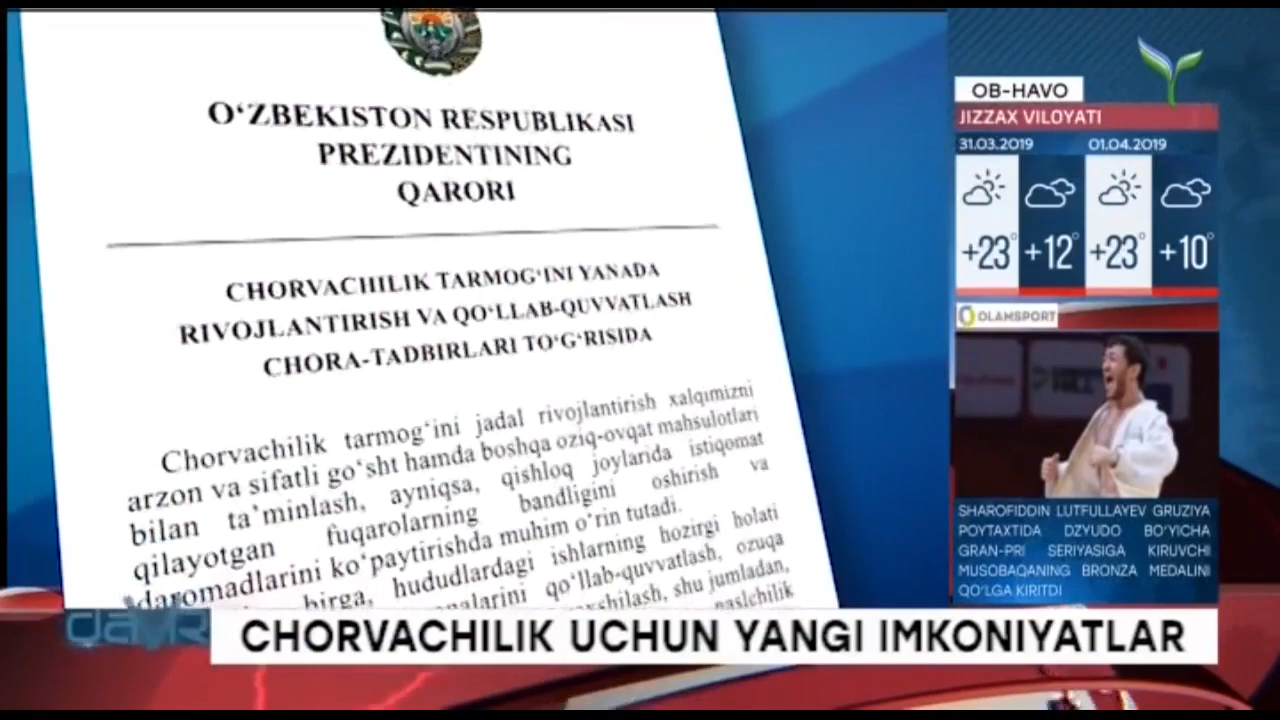 O‘ZBEKISTON RESPUBLIKASI
PREZIDENTINING
QARORI
CHORVACHILIK TARMOG‘INI YANADA
RIVOJLANTIRISH VA QO‘LLAB-QUVVATLASH
CHORA-TADBIRLARI TO‘G‘RISIDA
Chorvachilik tarmog‘ini jadal rivojlantirish xalqimizni
arzon va sifatli go‘sht hamda boshqa oziq-ovqat mahsulotlari
bilan ta’minlash, ayniqsa, qishloq joylarida istiqomat
qilayotgan fuqarolarning bandligini oshirish va
daromadlarini ko‘paytirishda muhim o‘rin tutadi.
birga, hududlardagi ishlarning hozirgi holati
qo‘llab-quvvatlash, ozuqa
shu jumladan,
naslchilik
OB-HAVO
JIZZAX VILOYATI
31.03.2019 01.04.2019
+23° +12° +23° +10°
OLAMSPORT
SHAROFIDDIN LUTFULLAYEV GRUZIYA
POYTAXTIDA DZYUDO BO‘YICHA
GRAN-PRI SERIYASIGA KIRUVCHI
MUSOBAQANING BRONZA MEDALINI
QO‘LGA KIRITDI
davr
CHORVACHILIK UCHUN YANGI IMKONIYATLAR